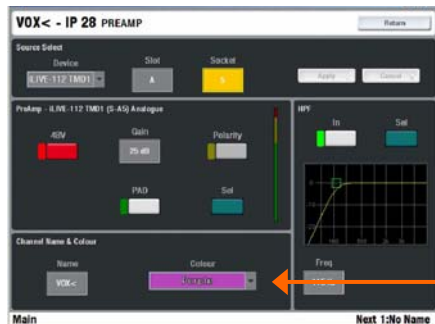 VOX< - IP 28 PREAMP
Return
Source Select
Device
Slot
Socket
iLIVE-112 TMD1
A
5
Apply
Cancel
PreAmp - iLIVE-112 TMD1 (S-A5) Analogue
48V
Gain
25 dB
Polarity
PAD
Sel
HPF
In
Sel
Freq
Channel Name & Colour
Name
Colour
VOX<
Purple
Main
Next 1:No Name